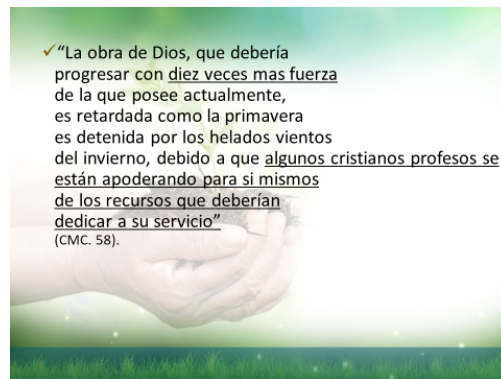 ✓“La obra de Dios, que debería
progresar con diez veces mas fuerza
de la que posee actualmente,
es retardada como la primavera
es detenida por los helados vientos
del invierno, debido a que algunos cristianos profesos se
están apoderando para si mismos
de los recursos que deberían
dedicar a su servicio”
(CMC. 58).